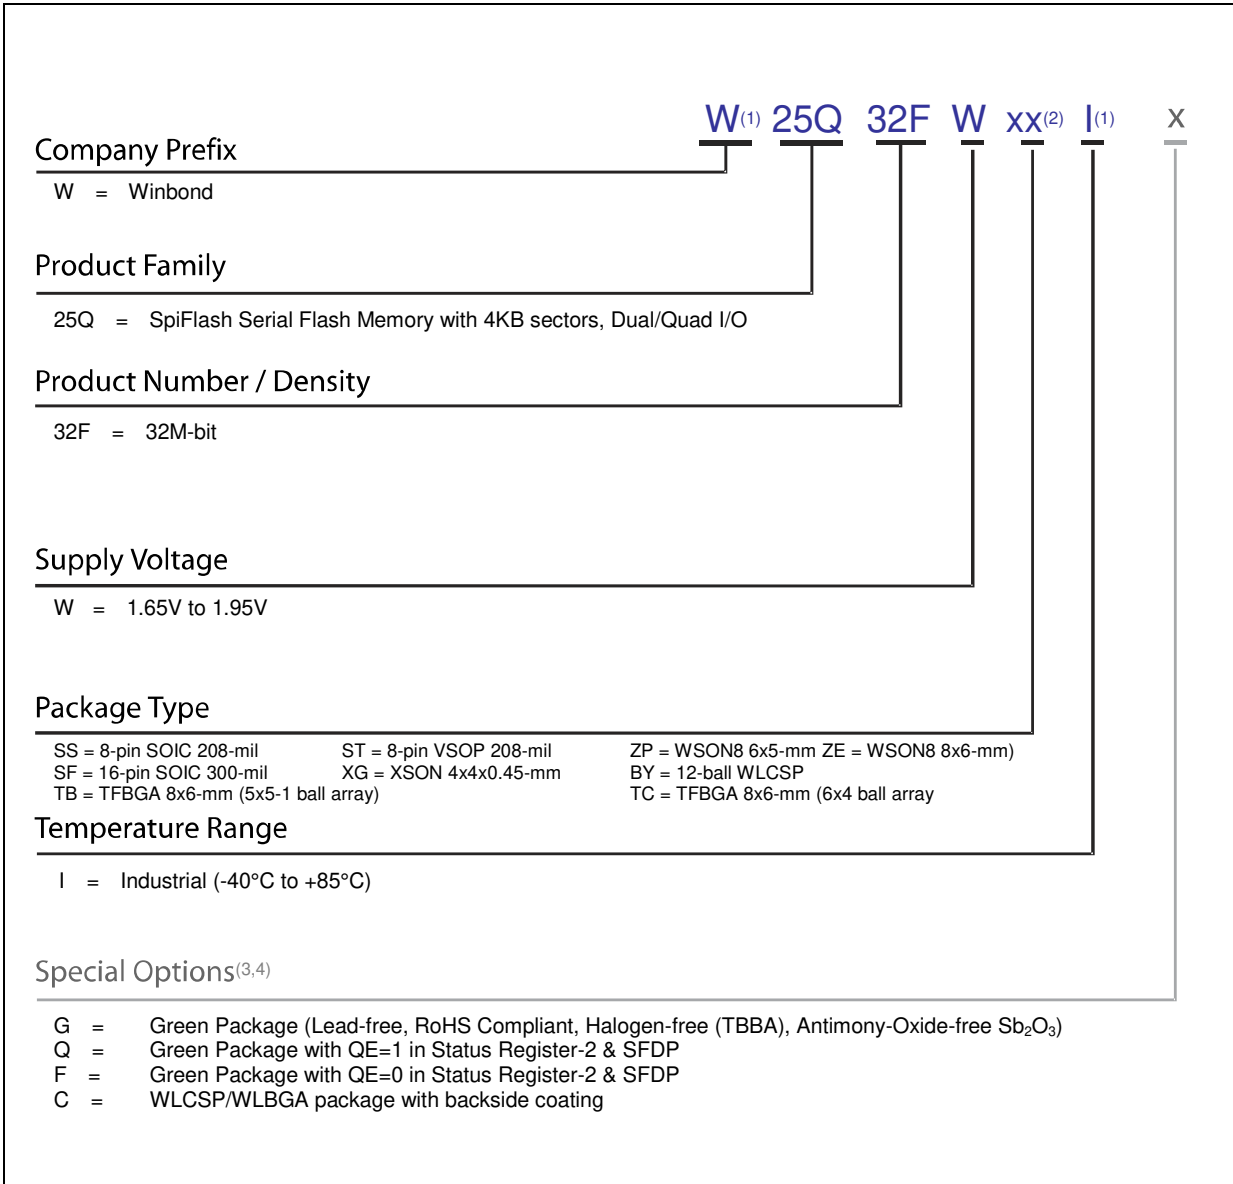 W(1) 25Q 32F W xx(2) I(1) x
Company Prefix
W = Winbond
Product Family
25Q = SpiFlash Serial Flash Memory with 4KB sectors, Dual/Quad I/O
Product Number / Density
32F = 32M-bit
Supply Voltage
W = 1.65V to 1.95V
Package Type
SS = 8-pin SOIC 208-mil ST = 8-pin VSOP 208-mil ZP = WSON8 6x5-mm ZE = WSON8 8x6-mm)
SF = 16-pin SOIC 300-mil XG = XSON 4x4x0.45-mm BY = 12-ball WLCSP
TB = TFBGA 8x6-mm (5x5-1 ball array) TC = TFBGA 8x6-mm (6x4 ball array
Temperature Range
I = Industrial (-40°C to +85°C)
Special Options(3,4)
G = Green Package (Lead-free, RoHS Compliant, Halogen-free (TBBA), Antimony-Oxide-free Sb₂O₃)
Q = Green Package with QE=1 in Status Register-2 & SFDP
F = Green Package with QE=0 in Status Register-2 & SFDP
C = WLCSP/WLBGA package with backside coating